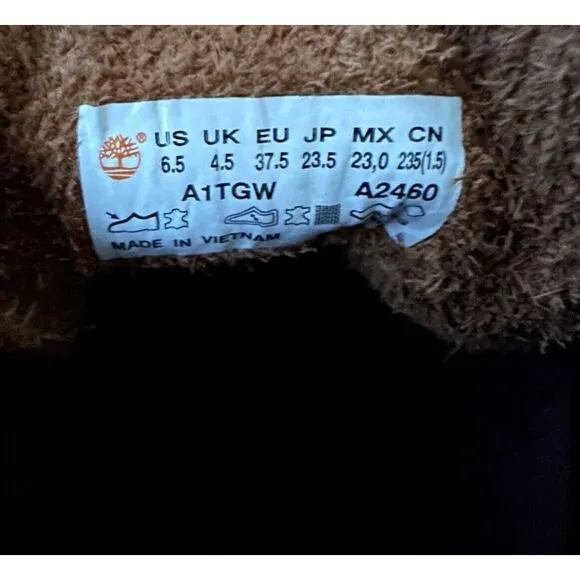 ® US UK EU JP MX CN
6.5 4.5 37.5 23.5 23,0 235(1.5)
A1TGW A2460
MADE IN VIETNAM